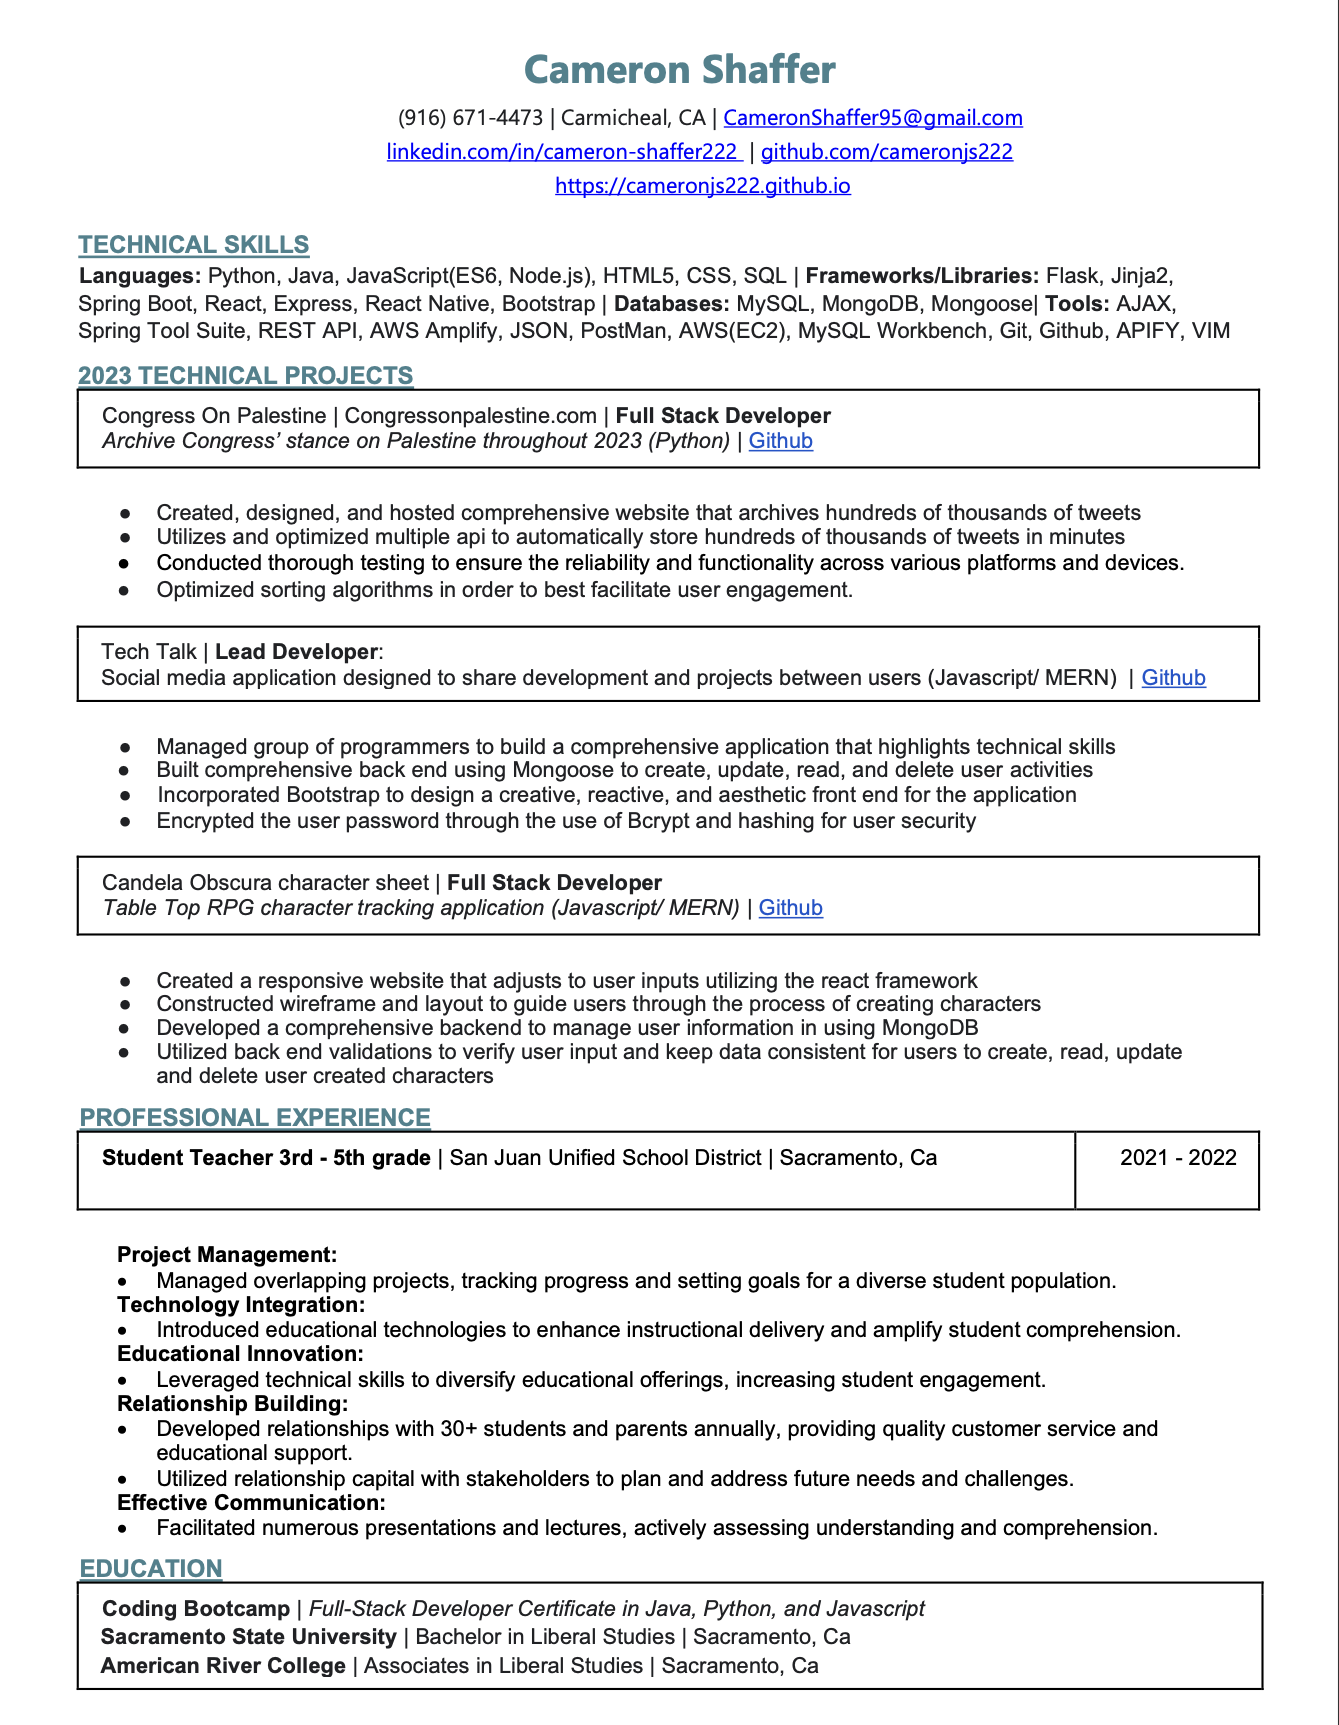 Cameron Shaffer
(916) 671-4473 | Carmicheal, CA | CameronShaffer95@gmail.com
linkedin.com/in/cameron-shaffer222 | github.com/cameronjs222
https://cameronjs222.github.io
TECHNICAL SKILLS
Languages: Python, Java, JavaScript(ES6, Node.js), HTML5, CSS, SQL | Frameworks/Libraries: Flask, Jinja2,
Spring Boot, React, Express, React Native, Bootstrap | Databases: MySQL, MongoDB, Mongoose| Tools: AJAX,
Spring Tool Suite, REST API, AWS Amplify, JSON, PostMan, AWS(EC2), MySQL Workbench, Git, Github, APIFY, VIM
2023 TECHNICAL PROJECTS
Congress On Palestine | Congressonpalestine.com | Full Stack Developer
Archive Congress’ stance on Palestine throughout 2023 (Python) | Github
● Created, designed, and hosted comprehensive website that archives hundreds of thousands of tweets
● Utilizes and optimized multiple api to automatically store hundreds of thousands of tweets in minutes
● Conducted thorough testing to ensure the reliability and functionality across various platforms and devices.
● Optimized sorting algorithms in order to best facilitate user engagement.
Tech Talk | Lead Developer:
Social media application designed to share development and projects between users (Javascript/ MERN) | Github
● Managed group of programmers to build a comprehensive application that highlights technical skills
● Built comprehensive back end using Mongoose to create, update, read, and delete user activities
● Incorporated Bootstrap to design a creative, reactive, and aesthetic front end for the application
● Encrypted the user password through the use of Bcrypt and hashing for user security
Candela Obscura character sheet | Full Stack Developer
Table Top RPG character tracking application (Javascript/ MERN) | Github
● Created a responsive website that adjusts to user inputs utilizing the react framework
● Constructed wireframe and layout to guide users through the process of creating characters
● Developed a comprehensive backend to manage user information in using MongoDB
● Utilized back end validations to verify user input and keep data consistent for users to create, read, update
and delete user created characters
PROFESSIONAL EXPERIENCE
Student Teacher 3rd - 5th grade | San Juan Unified School District | Sacramento, Ca 2021 - 2022
Project Management:
• Managed overlapping projects, tracking progress and setting goals for a diverse student population.
Technology Integration:
• Introduced educational technologies to enhance instructional delivery and amplify student comprehension.
Educational Innovation:
• Leveraged technical skills to diversify educational offerings, increasing student engagement.
Relationship Building:
• Developed relationships with 30+ students and parents annually, providing quality customer service and
educational support.
• Utilized relationship capital with stakeholders to plan and address future needs and challenges.
Effective Communication:
• Facilitated numerous presentations and lectures, actively assessing understanding and comprehension.
EDUCATION
Coding Bootcamp | Full-Stack Developer Certificate in Java, Python, and Javascript
Sacramento State University | Bachelor in Liberal Studies | Sacramento, Ca
American River College | Associates in Liberal Studies | Sacramento, Ca